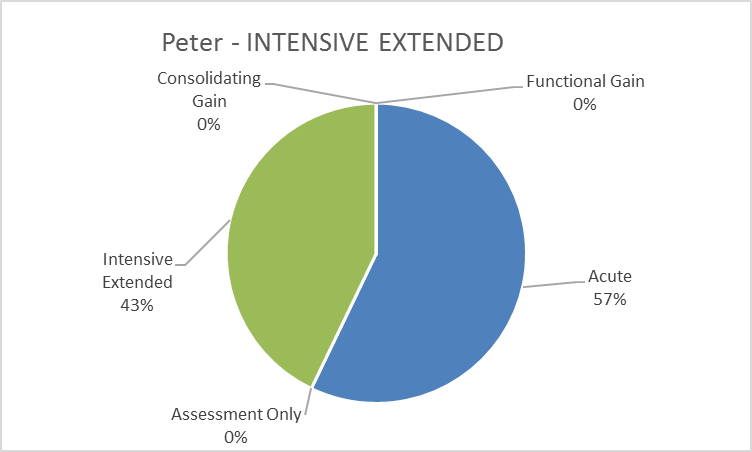 Peter - INTENSIVE EXTENDED
Consolidating
Gain
0%
Functional Gain
0%
Intensive
Extended
43%
Acute
57%
Assessment Only
0%